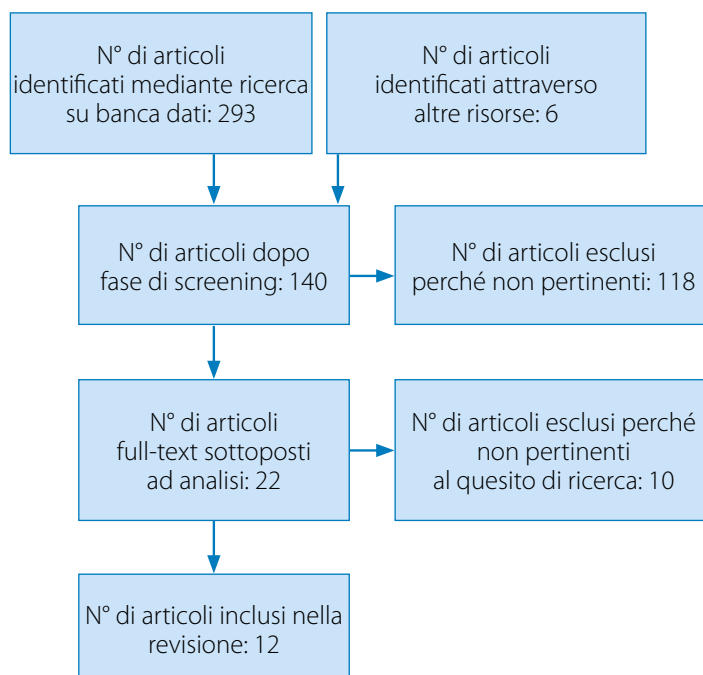 N° di articoli
identificati mediante ricerca
su banca dati: 293
N° di articoli
identificati attraverso
altre risorse: 6
N° di articoli dopo
fase di screening: 140
N° di articoli esclusi
perché non pertinenti: 118
N° di articoli
full-text sottoposti
ad analisi: 22
N° di articoli esclusi perché
non pertinenti
al quesito di ricerca: 10
N° di articoli inclusi nella
revisione: 12